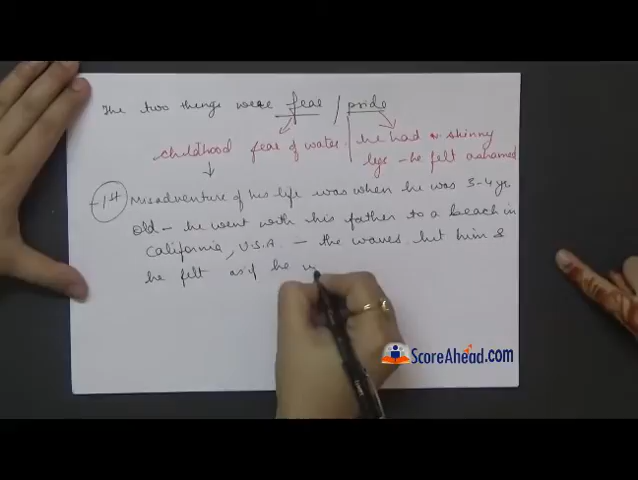 The two things were fear / pride
childhood fear of water. he had skinny
legs - he felt ashamed
-14 Misadventure of his life was when he was 3-4 yr
old - he went with his father to a beach in
California, U.S.A. - the waves hit him &
he felt as if he w
ScoreAhead.com